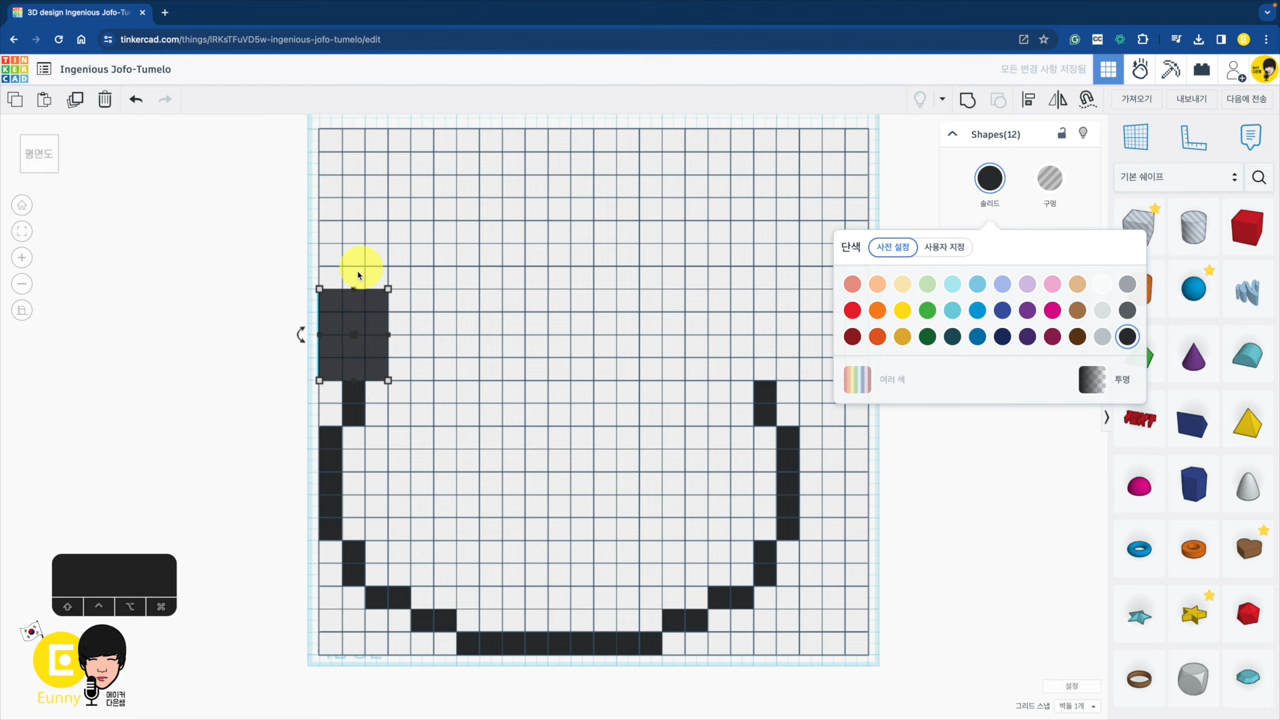 3D design Ingenious Jofo-Tu
tinkercad.com/things/lRKsTFuVD5w-ingenious-jofo-tumelo/edit
TIN
KER
CAD
Ingenious Jofo-Tumelo
모든 변경 사항 저장됨
가져오기
내보내기
다음에 전송
평면도
Shapes(12)
솔리드
구멍
기본 쉐이프
단색
사전 설정
사용자 지정
여러 색
투명
설정
그리드 스냅
벽돌 1개
Eunny
메이커
다은쌤